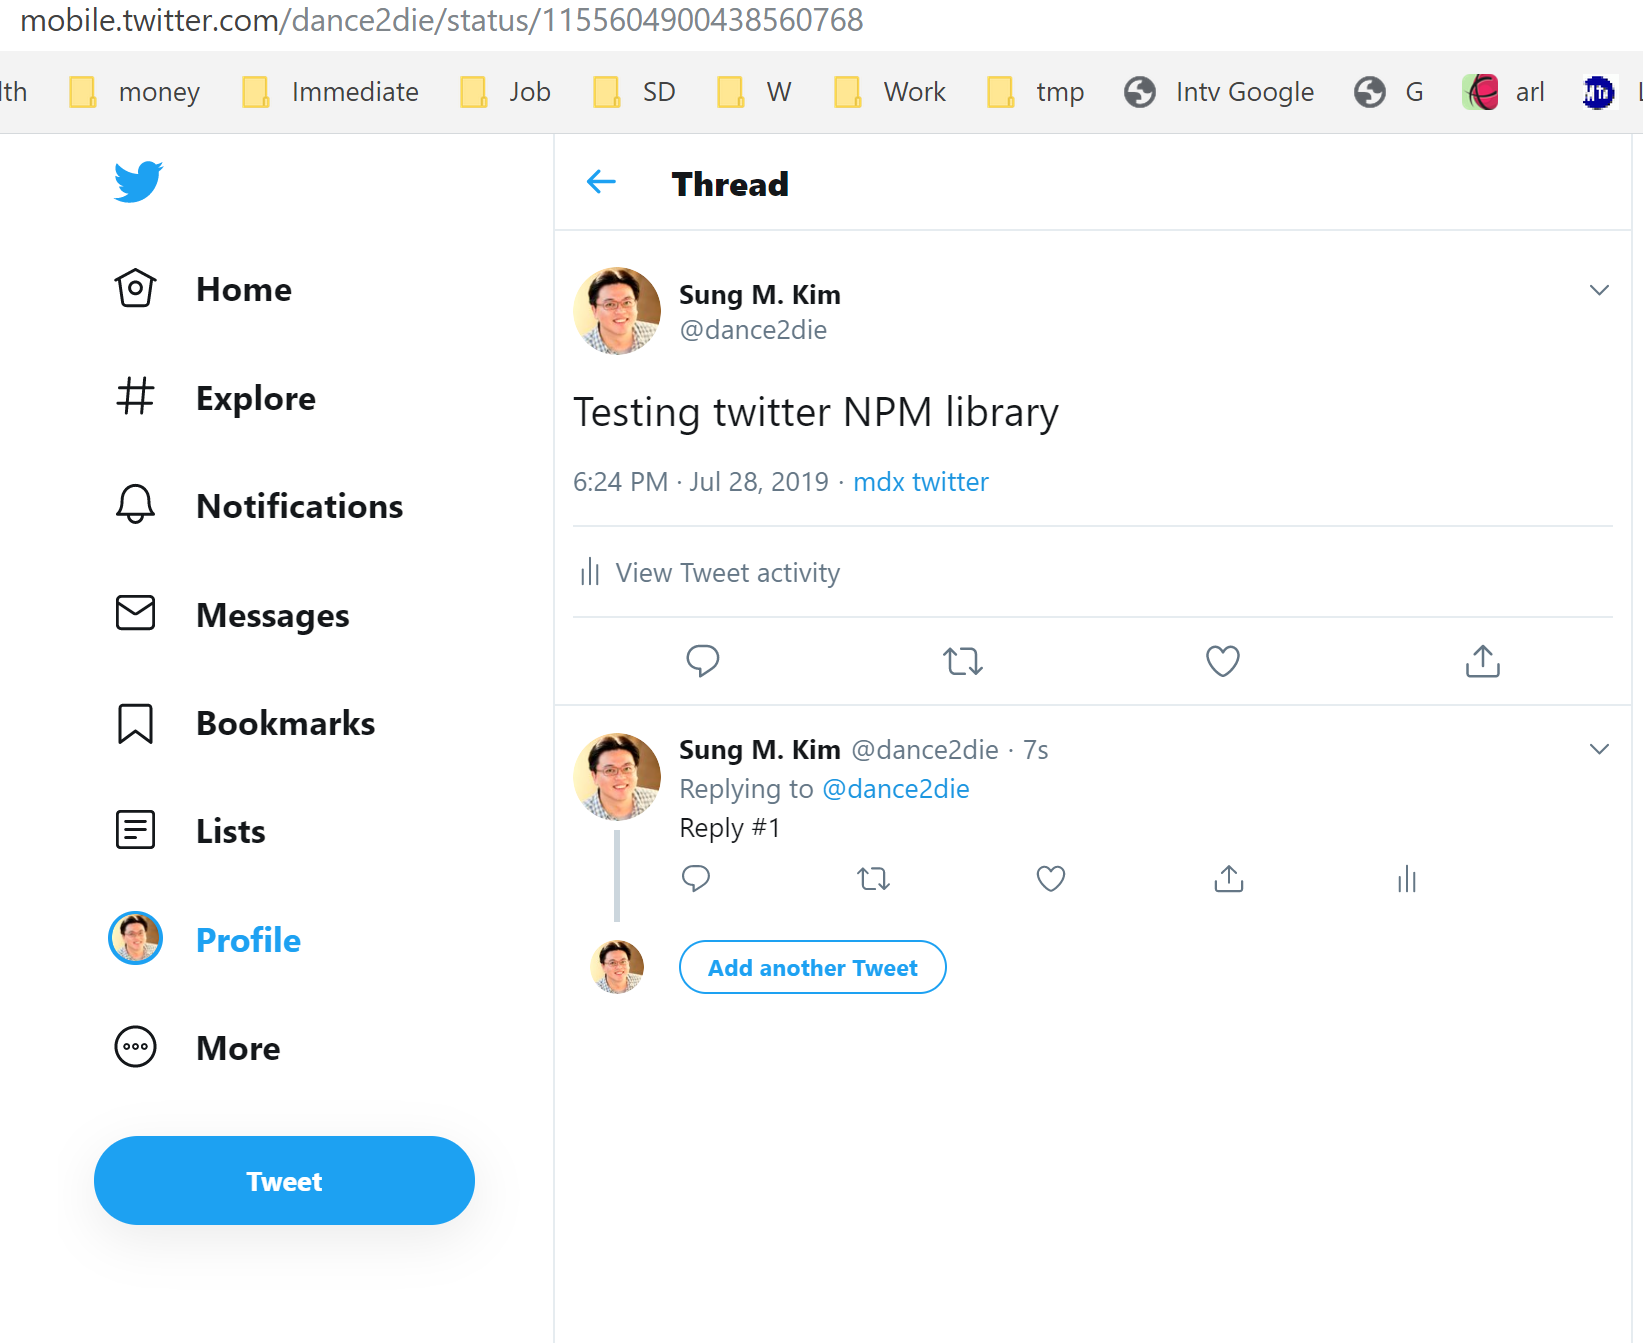 mobile.twitter.com/dance2die/status/1155604900438560768
lth money Immediate Job SD W Work tmp Intv Google G arl
Thread
Home
Explore
Notifications
Messages
Bookmarks
Lists
Profile
More
Tweet
Sung M. Kim
@dance2die
Testing twitter NPM library
6:24 PM · Jul 28, 2019 · mdx twitter
View Tweet activity
Sung M. Kim @dance2die · 7s
Replying to @dance2die
Reply #1
Add another Tweet